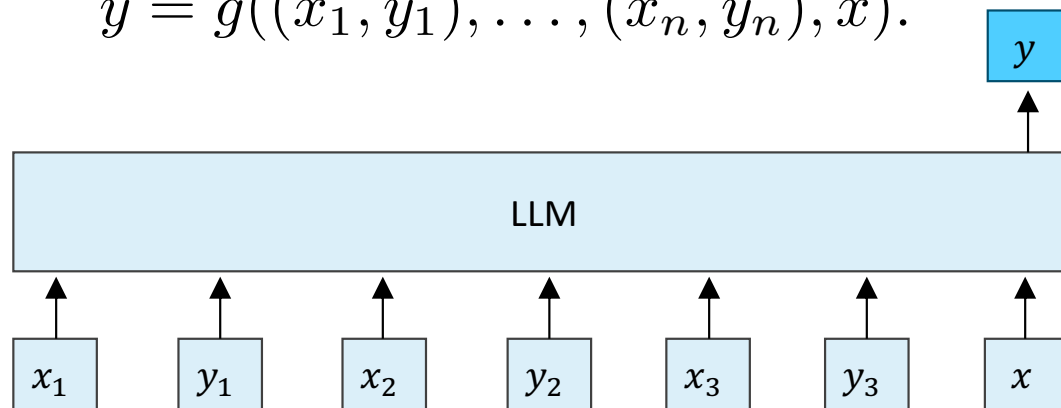 y = g((x₁, y₁), . . . , (xₙ, yₙ), x).
y
LLM
x₁ y₁ x₂ y₂ x₃ y₃ x